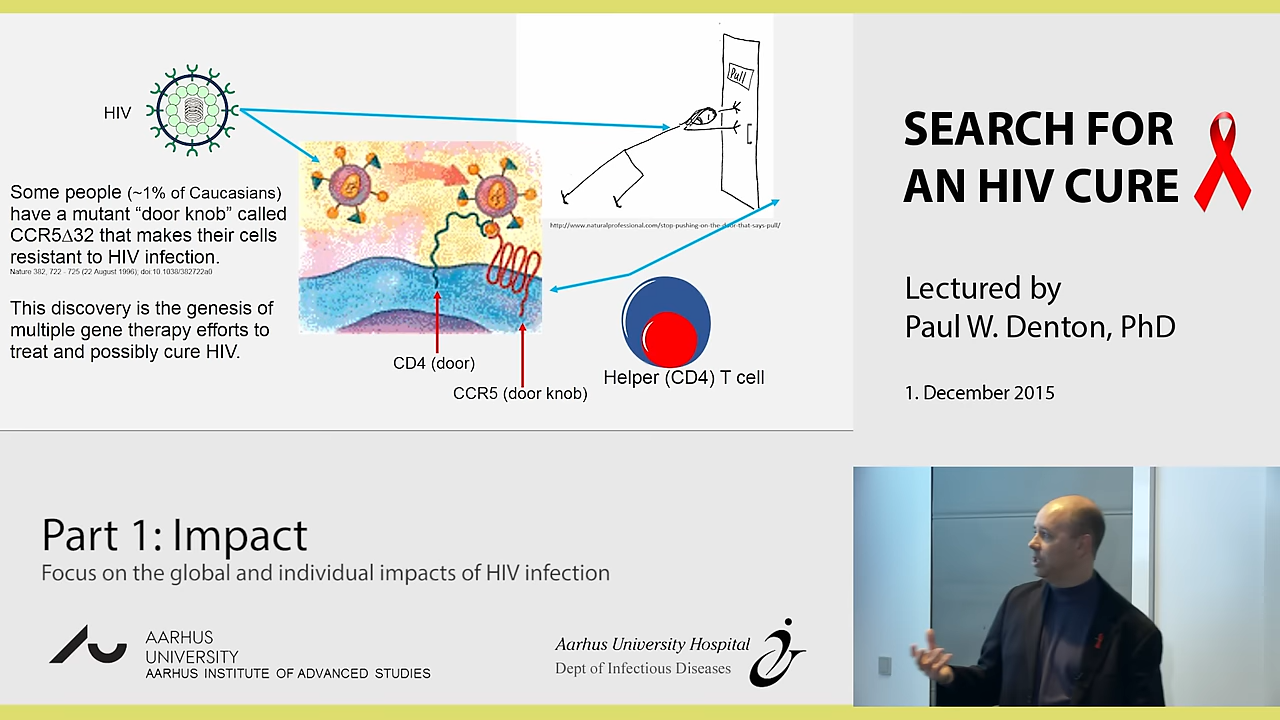 HIV
Some people (~1% of Caucasians)
have a mutant “door knob” called
CCR5Δ32 that makes their cells
resistant to HIV infection.
Nature 382, 722 - 725 (22 August 1996); doi:10.1038/382722a0
This discovery is the genesis of
multiple gene therapy efforts to
treat and possibly cure HIV.
Pull
http://www.naturalprofessional.com/stop-pushing-on-the-door-that-says-pull/
CD4 (door)
CCR5 (door knob)
Helper (CD4) T cell
SEARCH FOR
AN HIV CURE
Lectured by
Paul W. Denton, PhD
1. December 2015
Part 1: Impact
Focus on the global and individual impacts of HIV infection
AARHUS
UNIVERSITY
AARHUS INSTITUTE OF ADVANCED STUDIES
Aarhus University Hospital
Dept of Infectious Diseases